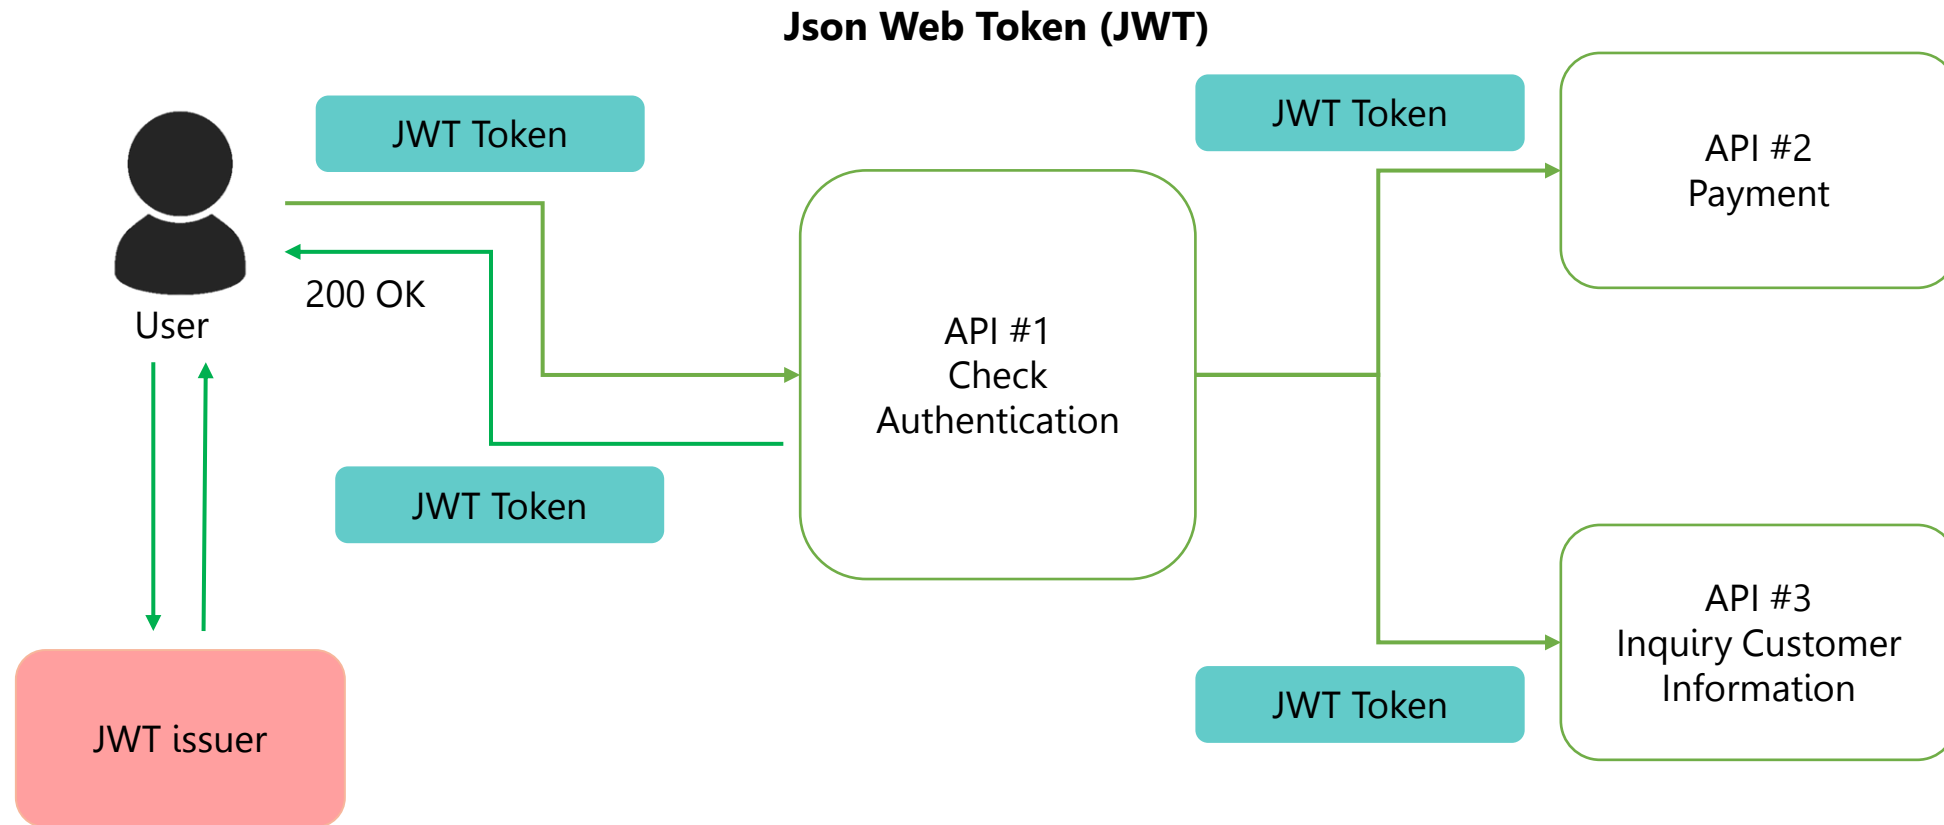 Json Web Token (JWT)
JWT Token
JWT Token
API #2
Payment
200 OK
User
API #1
Check
Authentication
JWT Token
API #3
Inquiry Customer
Information
JWT Token
JWT issuer